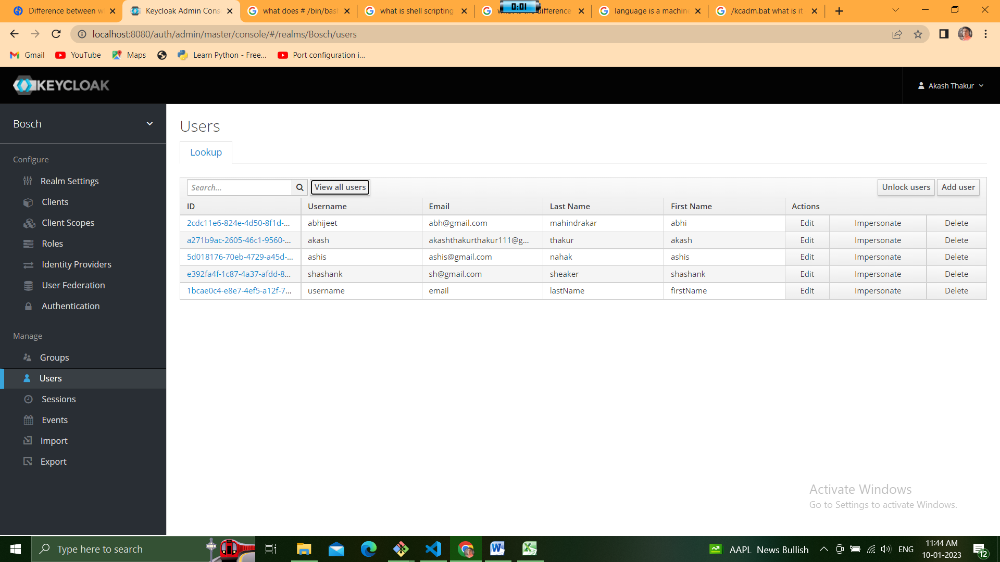 Difference between w
Keycloak Admin Cons
what does # /bin/bash
what is shell scripting
difference
language is a machine
/kcadm.bat what is it
0:01
localhost:8080/auth/admin/master/console/#/realms/Bosch/users
Gmail
YouTube
Maps
Learn Python - Free...
Port configuration i...
KEYCLOAK
Akash Thakur
Bosch
Configure
Realm Settings
Clients
Client Scopes
Roles
Identity Providers
User Federation
Authentication
Manage
Groups
Users
Sessions
Events
Import
Export
Users
Lookup
Search...
View all users
Unlock users
Add user
ID Username Email Last Name First Name Actions
2cdc11e6-824e-4d50-8f1d-... abhijeet abh@gmail.com mahindrakar abhi Edit Impersonate Delete
a271b9ac-2605-46c1-9560-... akash akashthakurthakur111@g... thakur akash Edit Impersonate Delete
5d018176-70eb-4729-a45d-... ashis ashis@gmail.com nahak ashis Edit Impersonate Delete
e392fa4f-1c87-4a37-afdd-8... shashank sh@gmail.com sheaker shashank Edit Impersonate Delete
1bcae0c4-e8e7-4ef5-a12f-7... username email lastName firstName Edit Impersonate Delete
Activate Windows
Go to Settings to activate Windows.
Type here to search
AAPL News Bullish
ENG
11:44 AM
10-01-2023
12